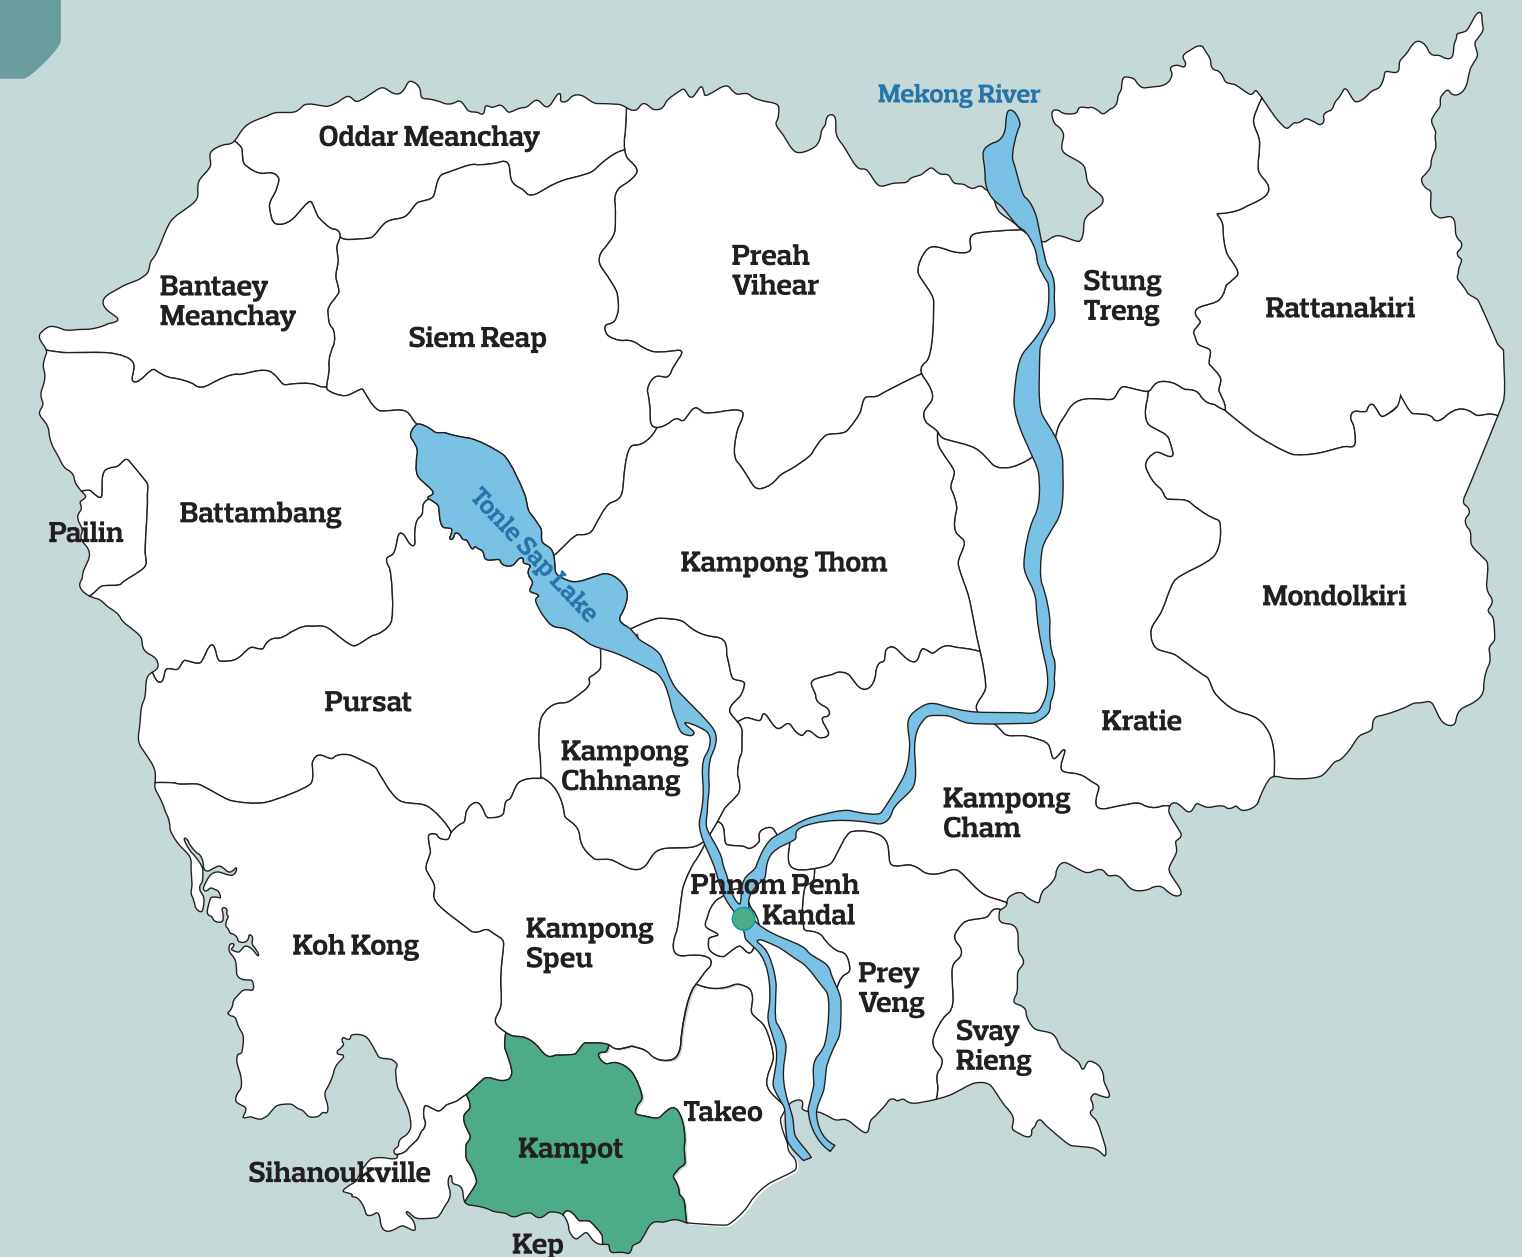 Mekong River
Oddar Meanchay
Preah
Vihear
Stung
Treng
Bantaey
Meanchay
Rattanakiri
Siem Reap
Tonle Sap Lake
Battambang
Pailin
Kampong Thom
Mondolkiri
Pursat
Kratie
Kampong
Chhnang
Kampong
Cham
Phnom Penh
Kandal
Kampong
Speu
Koh Kong
Prey
Veng
Svay
Rieng
Takeo
Kampot
Sihanoukville
Kep